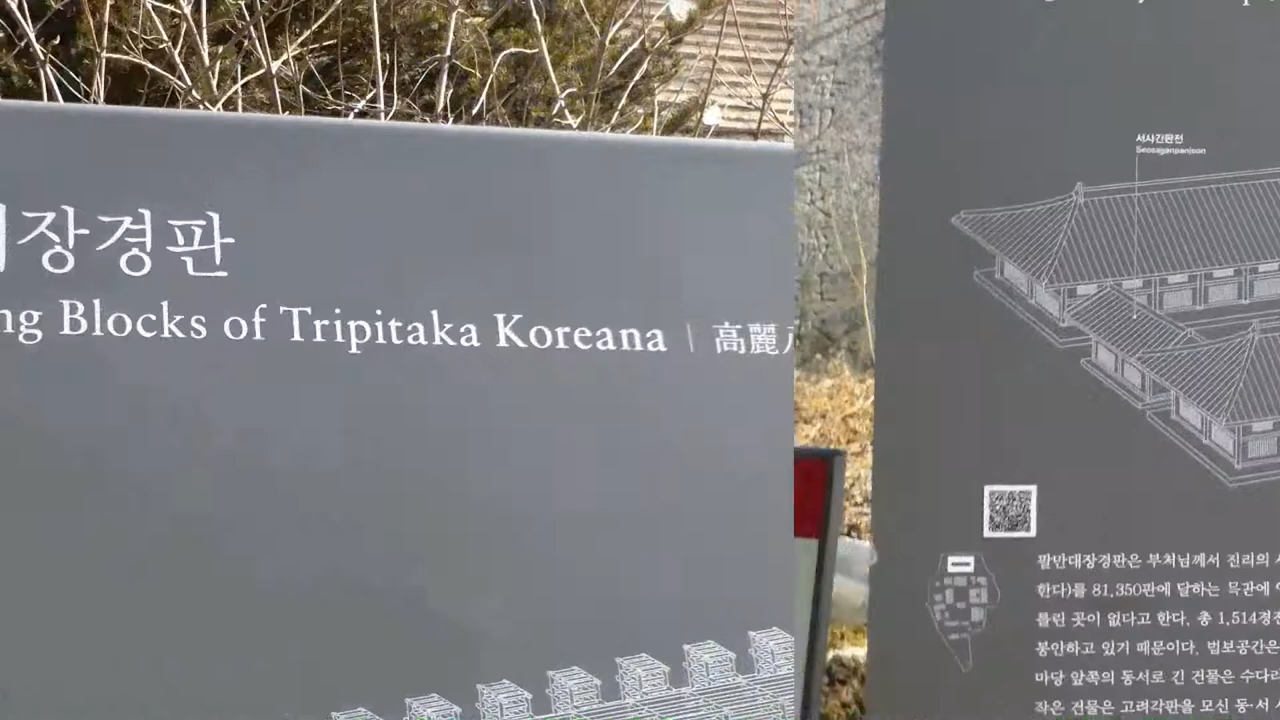 장경판
ng Blocks of Tripitaka Koreana | 高麗
서사간판전
Seosaganpanjeon
팔만대장경판은 부처님께서 진리의
한다)를 81,350판에 달하는 목판에
틀린 곳이 없다고 한다. 총 1,514경
봉안하고 있기 때문이다. 법보공간은
마당 앞쪽의 동서로 긴 건물은 수다라
작은 건물은 고려각판을 모신 동·서